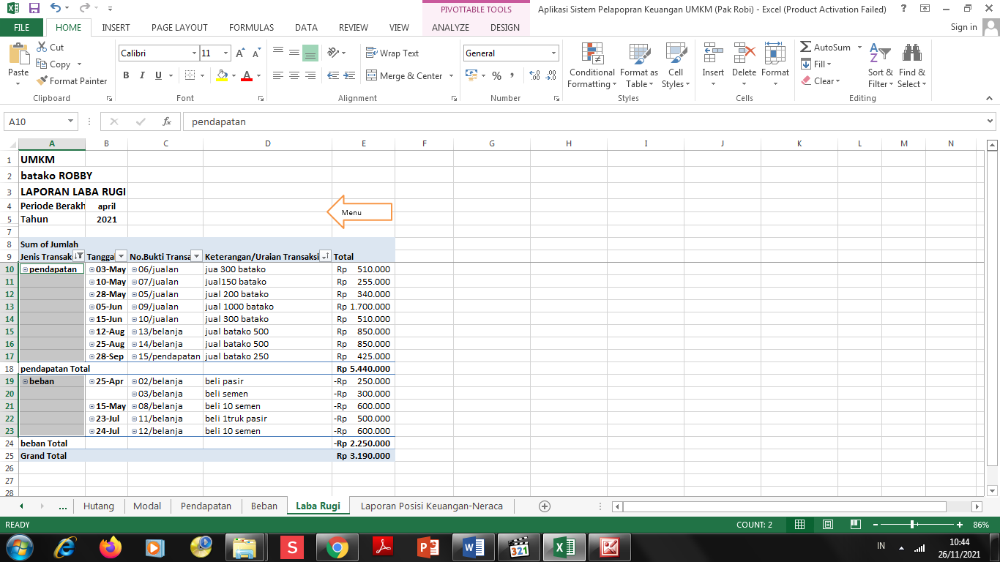 PIVOTTABLE TOOLS
Aplikasi Sistem Pelapopran Keuangan UMKM (Pak Robi) - Excel (Product Activation Failed)
FILE HOME INSERT PAGE LAYOUT FORMULAS DATA REVIEW VIEW ANALYZE DESIGN Sign in
Cut
Copy
Format Painter
Paste
Clipboard
Calibri 11
B I U
Font
Wrap Text
Merge & Center
Alignment
General
%
Number
Conditional Formatting
Format as Table
Cell Styles
Styles
Insert Delete Format
Cells
AutoSum
Fill
Clear
Sort & Filter
Find & Select
Editing
A10 fx pendapatan
A B C D E F G H I J K L M N
1 UMKM
2 batako ROBBY
3 LAPORAN LABA RUGI
4 Periode Berakh april
5 Tahun 2021
Menu
7
8 Sum of Jumlah
9 Jenis Transak Tangga No.Bukti Transa Keterangan/Uraian Transaksi Total
10 pendapatan 03-May 06/jualan jua 300 batako Rp 510.000
11 10-May 07/jualan jual150 batako Rp 255.000
12 28-May 05/jualan jual 200 batako Rp 340.000
13 05-Jun 09/jualan jual 1000 batako Rp 1.700.000
14 15-Jun 10/jualan jual 300 batako Rp 510.000
15 12-Aug 13/belanja jual batako 500 Rp 850.000
16 25-Aug 14/belanja jual batako 500 Rp 850.000
17 28-Sep 15/pendapatan jual batako 250 Rp 425.000
18 pendapatan Total Rp 5.440.000
19 beban 25-Apr 02/belanja beli pasir -Rp 250.000
20 03/belanja beli semen -Rp 300.000
21 15-May 08/belanja beli 10 semen -Rp 600.000
22 23-Jul 11/belanja beli 1truk pasir -Rp 500.000
23 24-Jul 12/belanja beli 10 semen -Rp 600.000
24 beban Total -Rp 2.250.000
25 Grand Total Rp 3.190.000
26
27
28
... Hutang Modal Pendapatan Beban Laba Rugi Laporan Posisi Keuangan-Neraca
READY COUNT: 2 86%
IN 10:44
26/11/2021